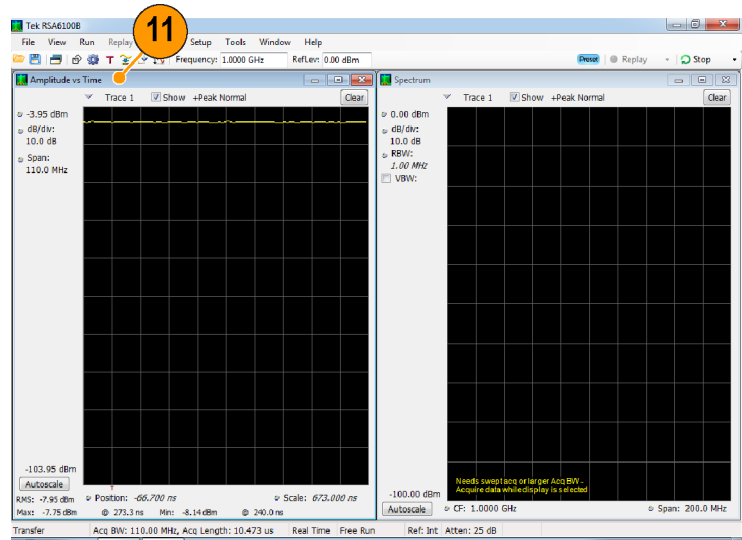 Tek RSA6100B
11
File View Run Replay Setup Tools Window Help
T Frequency: 1.0000 GHz RefLev: 0.00 dBm Preset Replay Stop
Amplitude vs Time
Trace 1 Show +Peak Normal Clear
-3.95 dBm
dB/div:
10.0 dB
Span:
110.0 MHz
-103.95 dBm
Autoscale
T
Position: -66.700 ns Scale: 673.000 ns
RMS: -7.95 dBm
Max: -7.75 dBm @ 273.3 ns Min: -8.14 dBm @ 240.0 ns
Spectrum
Trace 1 Show +Peak Normal Clear
0.00 dBm
dB/div:
10.0 dB
RBW:
1.00 MHz
VBW:
Needs swept acq or larger Acq BW -
Acquire data while display is selected
-100.00 dBm
Autoscale CF: 1.0000 GHz Span: 200.0 MHz
Transfer Acq BW: 110.00 MHz, Acq Length: 10.473 us Real Time Free Run Ref: Int Atten: 25 dB